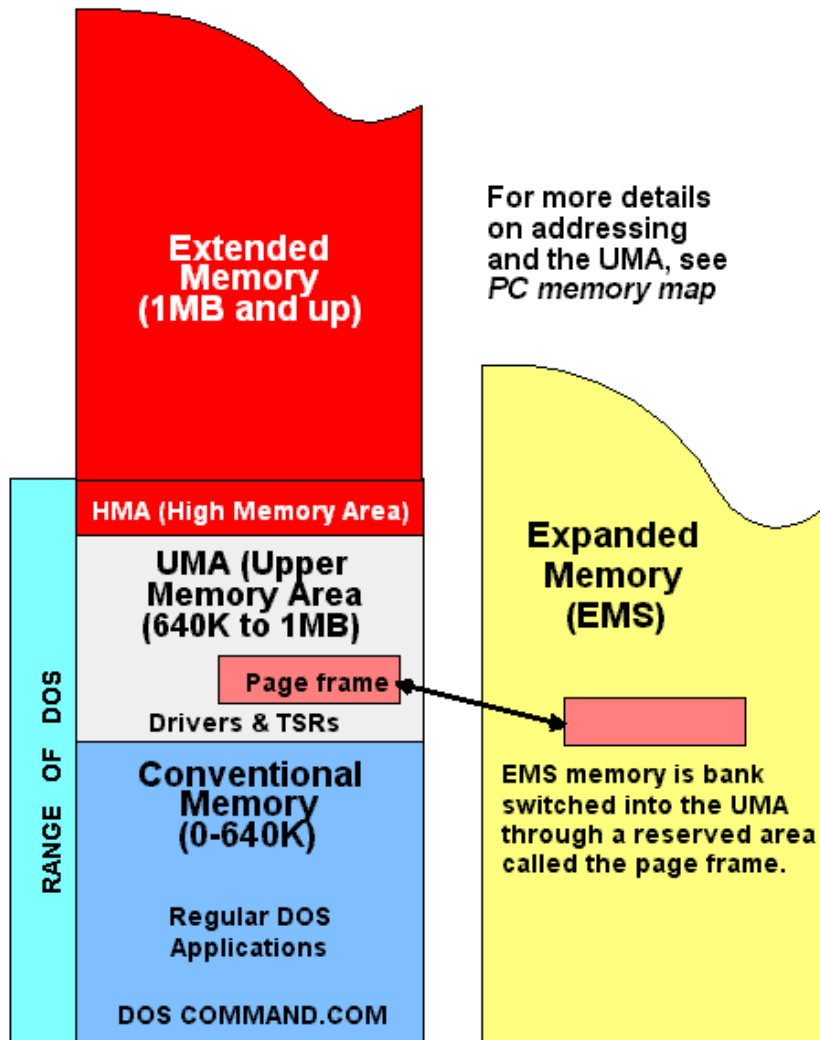 Extended
Memory
(1MB and up)
For more details
on addressing
and the UMA, see
PC memory map
HMA (High Memory Area)
UMA (Upper
Memory Area
(640K to 1MB)
Page frame
Drivers & TSRs
Conventional
Memory
(0-640K)
Regular DOS
Applications
DOS COMMAND.COM
RANGE OF DOS
Expanded
Memory
(EMS)
EMS memory is bank
switched into the UMA
through a reserved area
called the page frame.